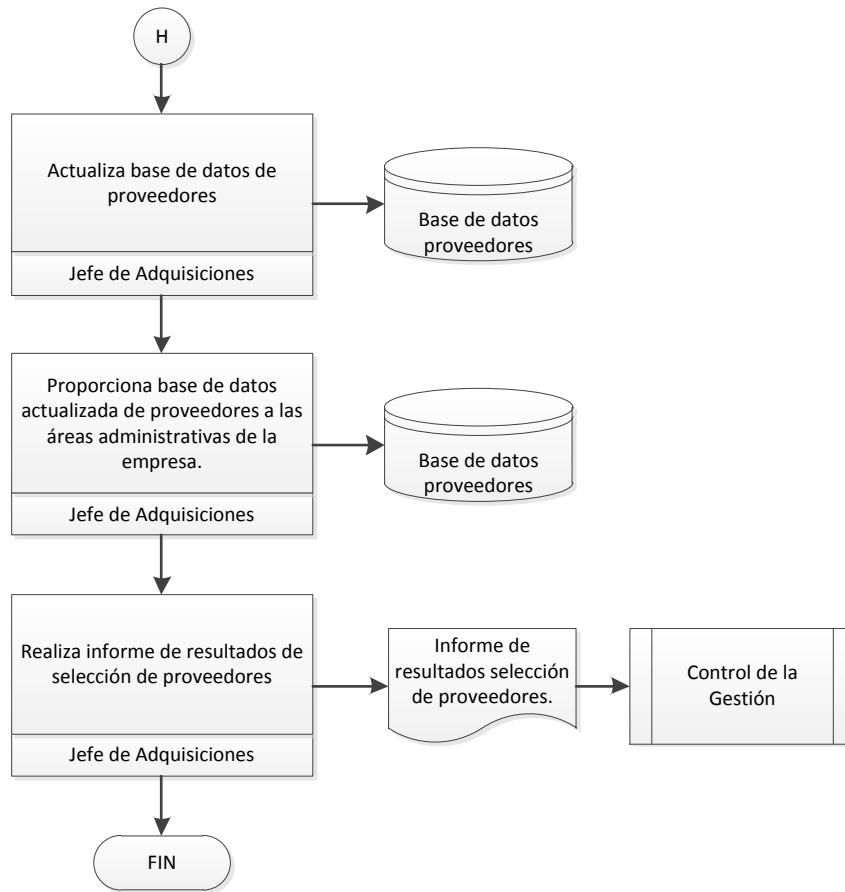 H
Actualiza base de datos de
proveedores
Jefe de Adquisiciones
Base de datos
proveedores
Proporciona base de datos
actualizada de proveedores a las
áreas administrativas de la
empresa.
Jefe de Adquisiciones
Base de datos
proveedores
Realiza informe de resultados de
selección de proveedores
Jefe de Adquisiciones
Informe de
resultados selección
de proveedores.
Control de la
Gestión
FIN